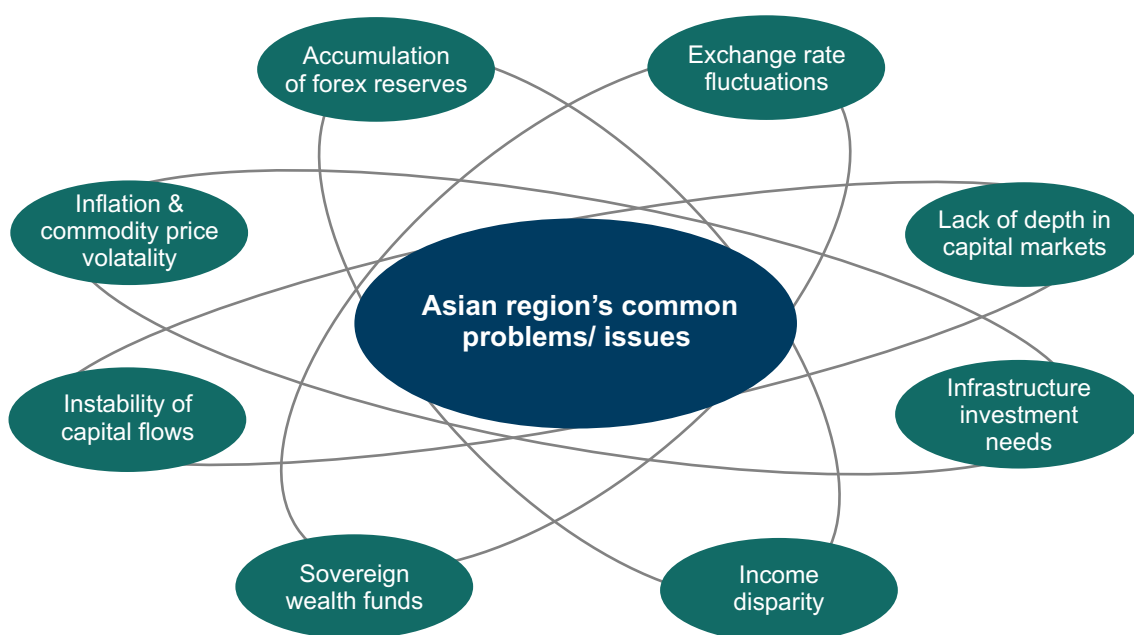 Accumulation
of forex reserves
Exchange rate
fluctuations
Inflation &
commodity price
volatality
Lack of depth in
capital markets
Asian region’s common
problems/ issues
Instability of
capital flows
Infrastructure
investment
needs
Sovereign
wealth funds
Income
disparity